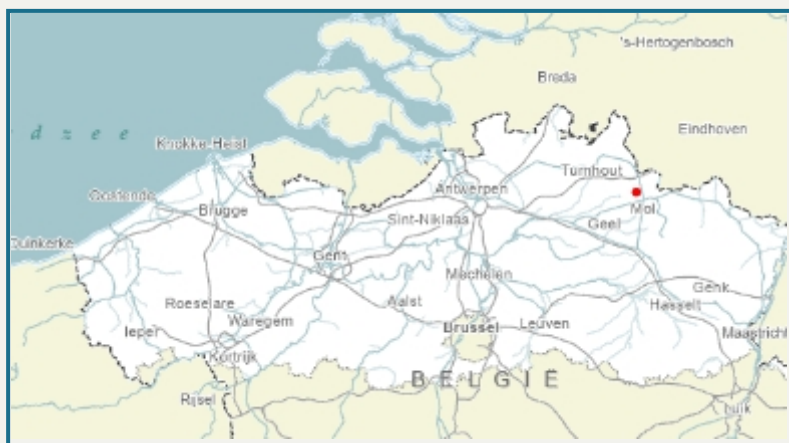 's-Hertogenbosch
Breda
Eindhoven
dzee
Knokke-Heist
Turnhout
Oostende
Antwerpen
Brugge
Sint-Niklaas
Geel
Mol
Duinkerke
Gent
Mechelen
Genk
Roeselare
Aalst
Hasselt
Ieper
Waregem
Brussel
Leuven
Maastricht
Kortrijk
BELGIË
Rijsel
Luik